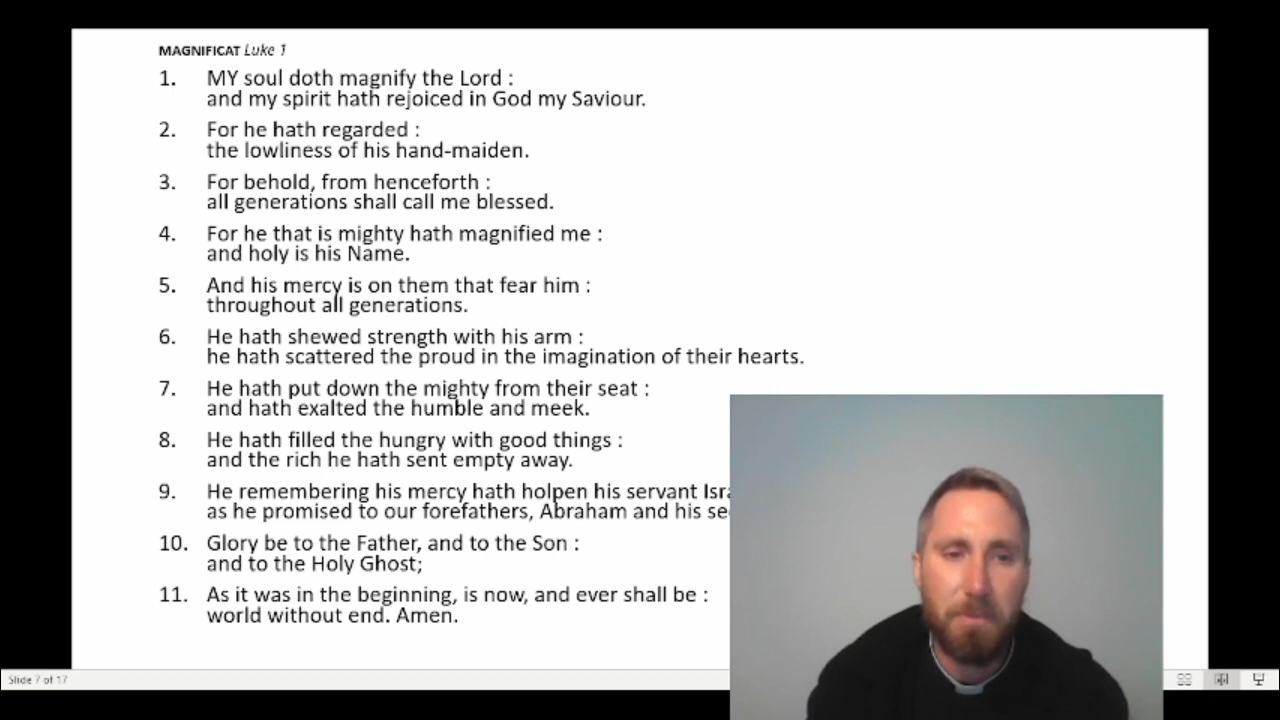 MAGNIFICAT Luke 1
1. MY soul doth magnify the Lord :
and my spirit hath rejoiced in God my Saviour.
2. For he hath regarded :
the lowliness of his hand-maiden.
3. For behold, from henceforth :
all generations shall call me blessed.
4. For he that is mighty hath magnified me :
and holy is his Name.
5. And his mercy is on them that fear him :
throughout all generations.
6. He hath shewed strength with his arm :
he hath scattered the proud in the imagination of their hearts.
7. He hath put down the mighty from their seat :
and hath exalted the humble and meek.
8. He hath filled the hungry with good things :
and the rich he hath sent empty away.
9. He remembering his mercy hath holpen his servant
as he promised to our forefathers, Abraham and his
10. Glory be to the Father, and to the Son :
and to the Holy Ghost;
11. As it was in the beginning, is now, and ever shall be :
world without end. Amen.
Slide 7 of 17